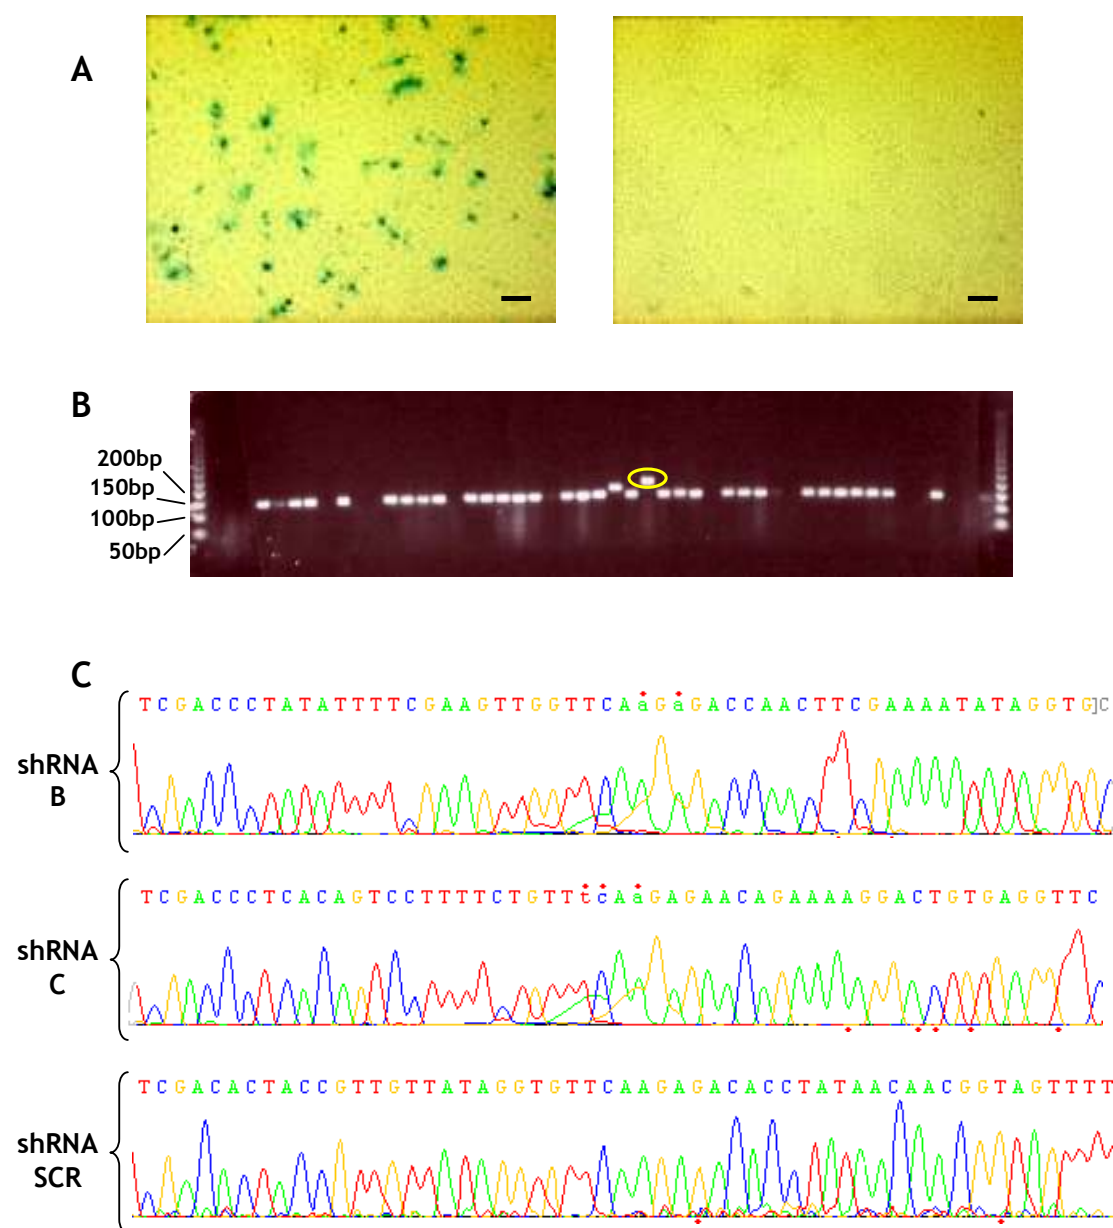 A
B
200bp
150bp
100bp
50bp
C
TCGACCCTATATTTTCGAAGTTGGTTCAaGaGACCAACTTCGAAAATATAGGTG]C
shRNA
B
TCGACCCTCACAGTCCTTTTCTGTTtcAaGAGAACAGAAAAGGACTGTGAGGTTC
shRNA
C
TCGACACTACCGTTGTTATAGGTGTTCAAGAGACACCTATAACAACGGTAGTTTT
shRNA
SCR